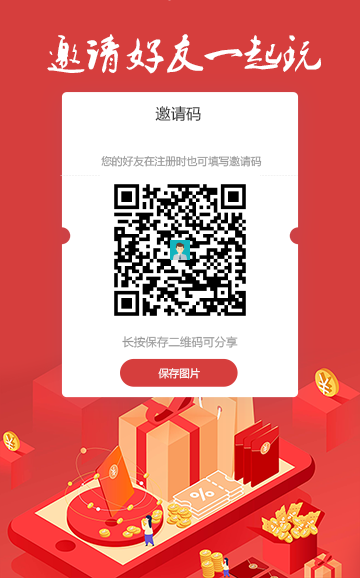 邀请好友一起玩
邀请码
您的好友在注册时也可填写邀请码
长按保存二维码可分享
保存图片